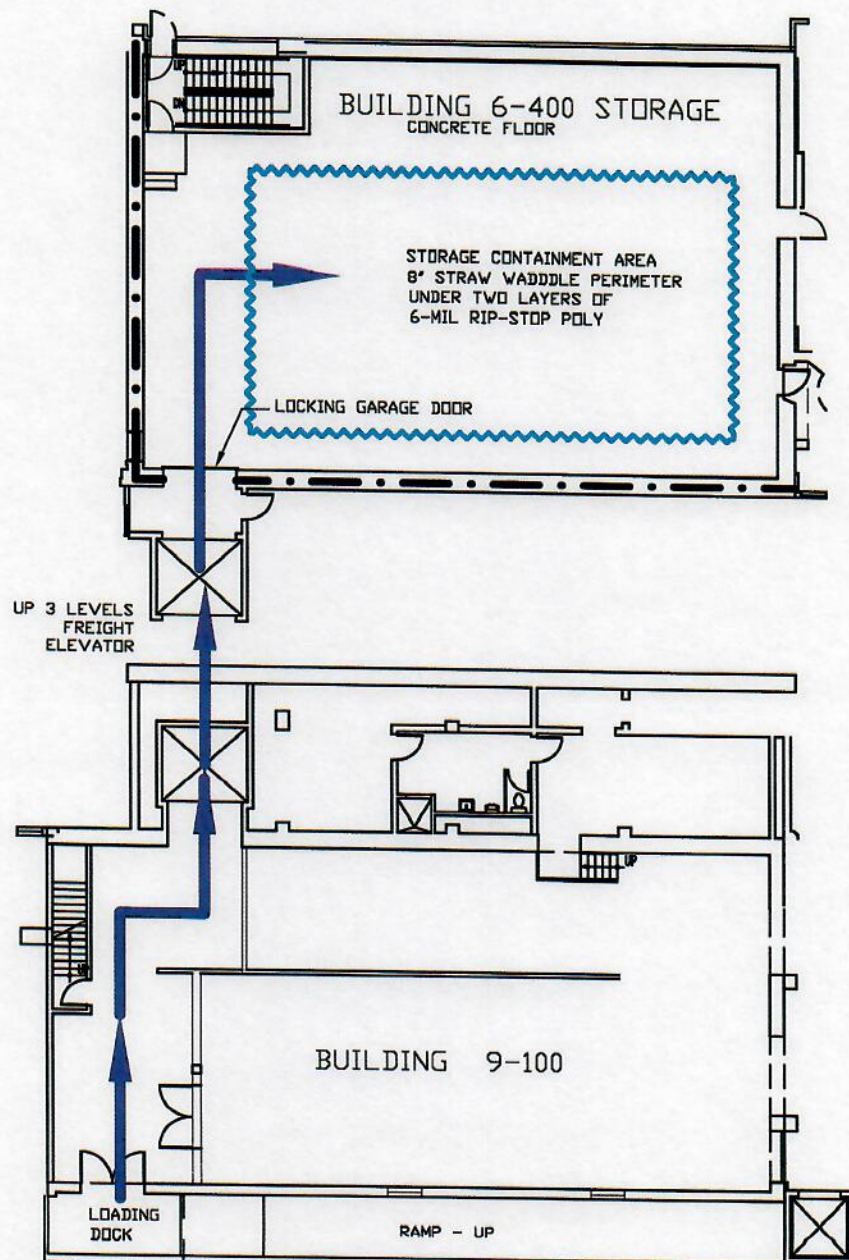 UP
DN
BUILDING 6-400 STORAGE
CONCRETE FLOOR
STORAGE CONTAINMENT AREA
8" STRAW WADDDLE PERIMETER
UNDER TWO LAYERS OF
6-MIL RIP-STOP POLY
LOCKING GARAGE DOOR
UP 3 LEVELS
FREIGHT
ELEVATOR
UP
BUILDING 9-100
LOADING
DOCK
RAMP - UP